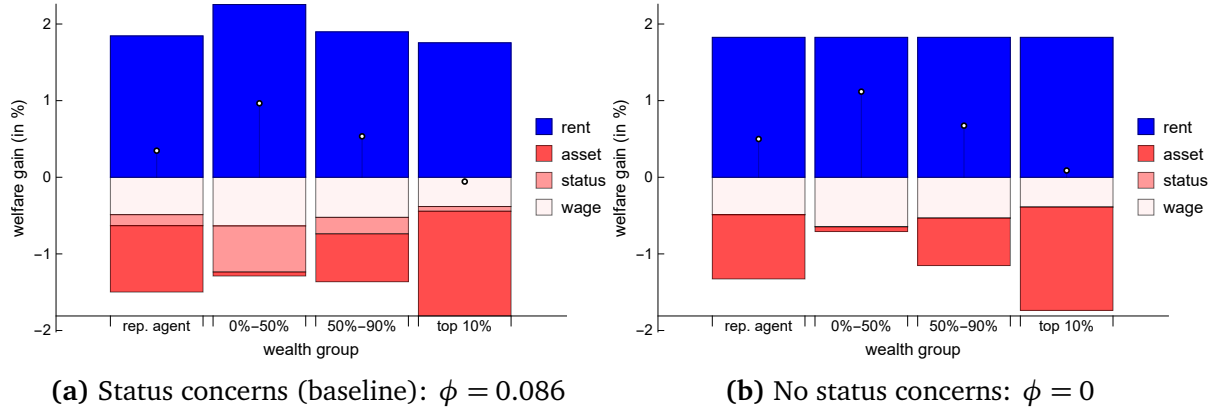 2
1
0
−1
−2
welfare gain (in %)
rep. agent
0%−50%
50%−90%
top 10%
wealth group
rent
asset
status
wage
(a) Status concerns (baseline): ϕ = 0.086
2
1
0
−1
−2
welfare gain (in %)
rep. agent
0%−50%
50%−90%
top 10%
wealth group
rent
asset
status
wage
(b) No status concerns: ϕ = 0